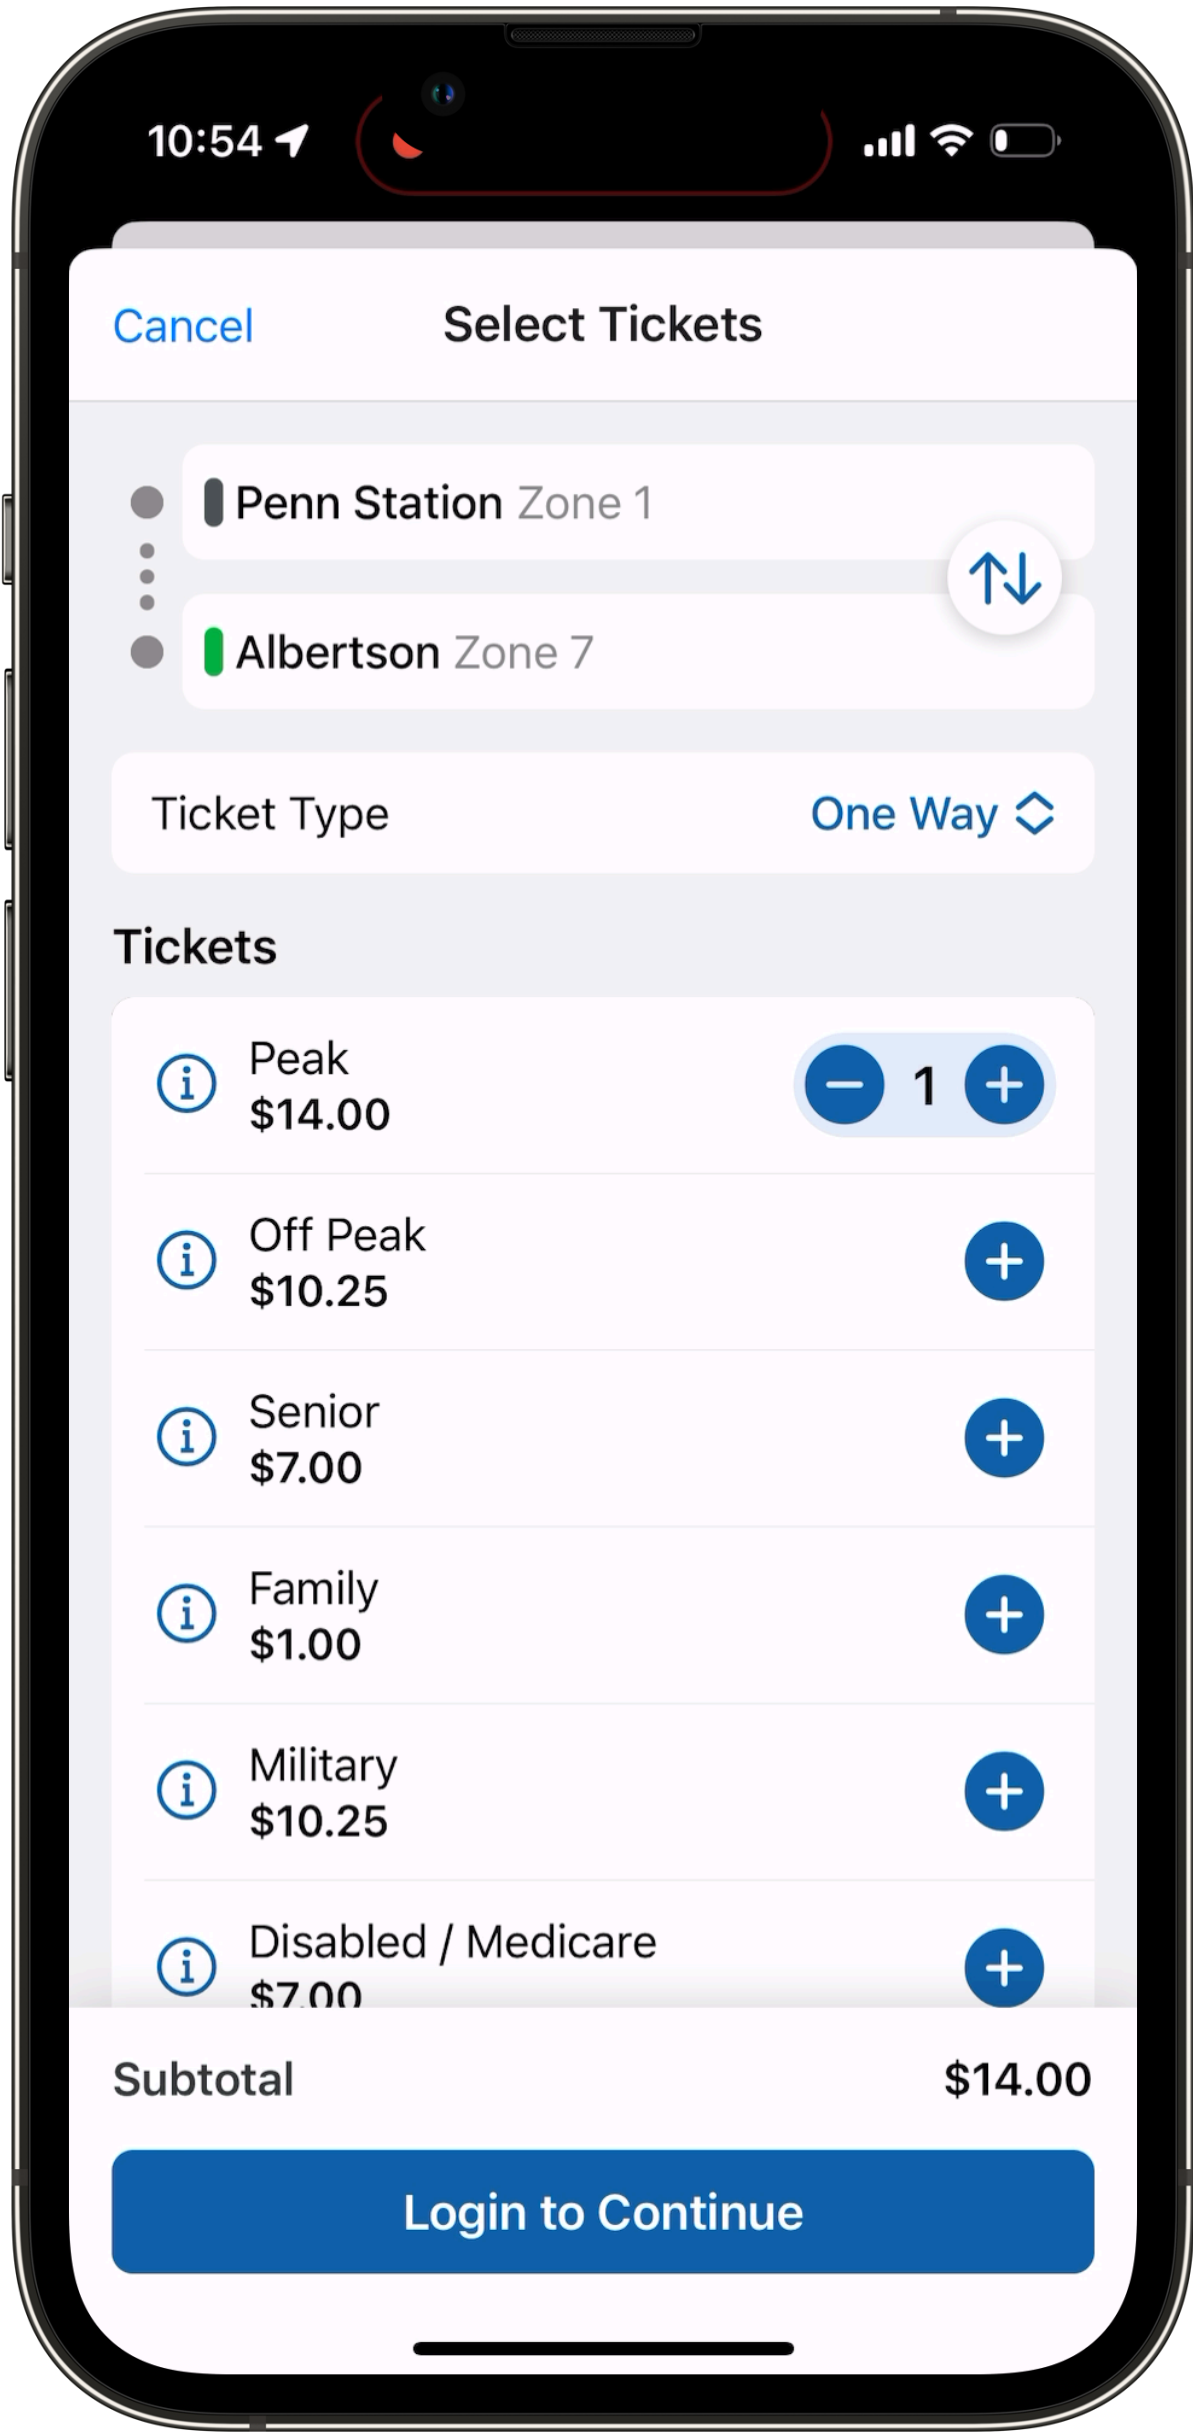 10:54
Cancel
Select Tickets
Penn Station Zone 1
Albertson Zone 7
Ticket Type
One Way
Tickets
Peak
$14.00
1
Off Peak
$10.25
Senior
$7.00
Family
$1.00
Military
$10.25
Disabled / Medicare
$7.00
Subtotal
$14.00
Login to Continue